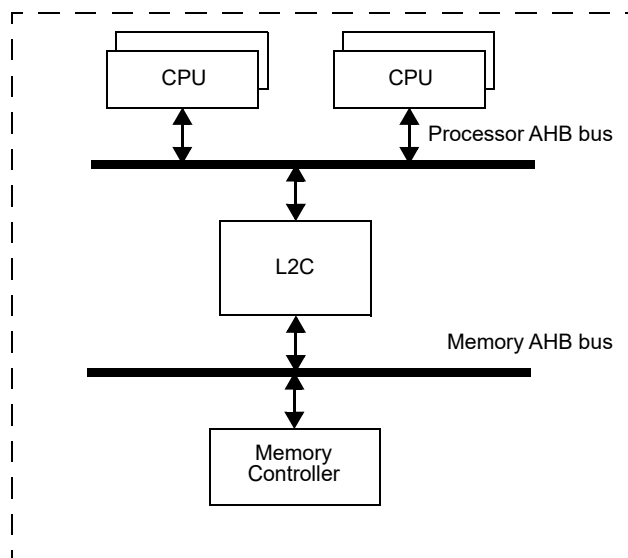 CPU
CPU
Processor AHB bus
L2C
Memory AHB bus
Memory
Controller